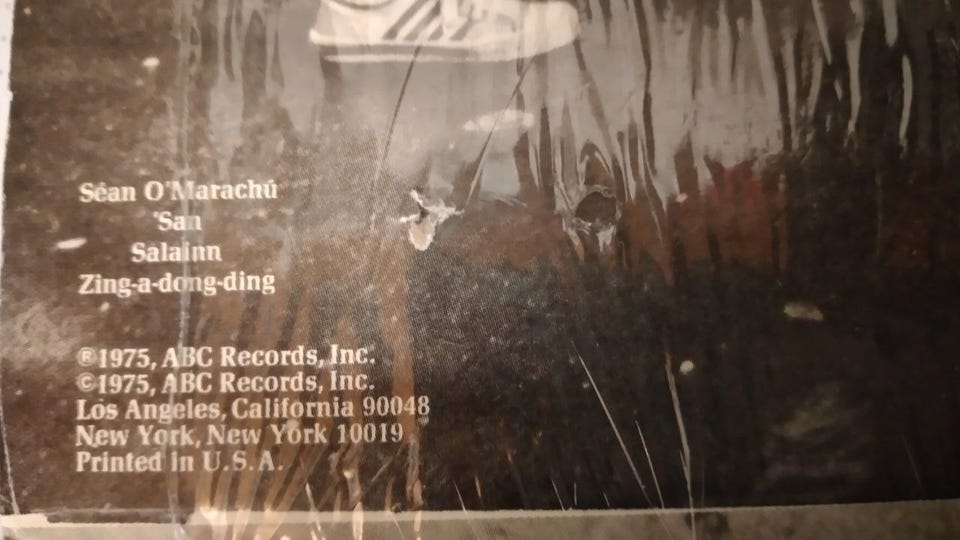 Séan O'Marachú
'San
Salainn
Zing-a-dong-ding
®1975, ABC Records, Inc.
©1975, ABC Records, Inc.
Los Angeles, California 90048
New York, New York 10019
Printed in U.S.A.